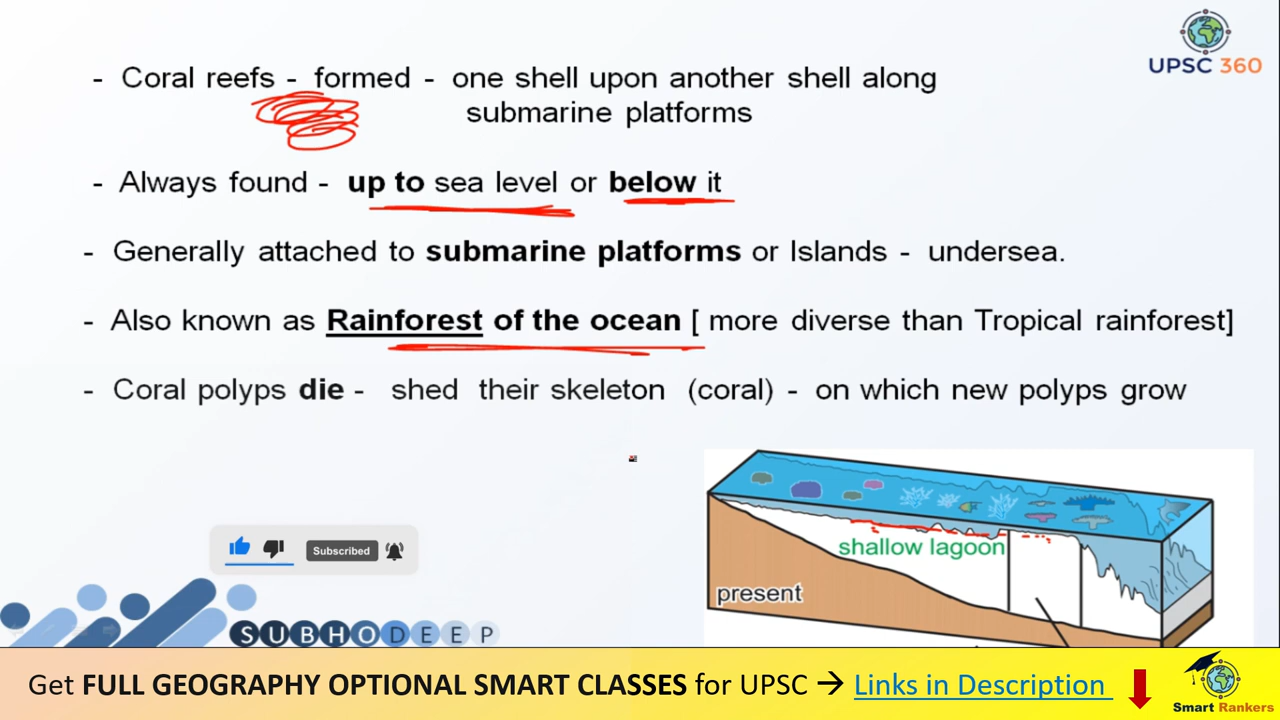 UPSC 360
- Coral reefs - formed - one shell upon another shell along
submarine platforms
- Always found - up to sea level or below it
- Generally attached to submarine platforms or Islands - undersea.
- Also known as Rainforest of the ocean [ more diverse than Tropical rainforest]
- Coral polyps die - shed their skeleton (coral) - on which new polyps grow
shallow lagoon
present
Subscribed
SUBHODEEP
Get FULL GEOGRAPHY OPTIONAL SMART CLASSES for UPSC → Links in Description
Smart Rankers